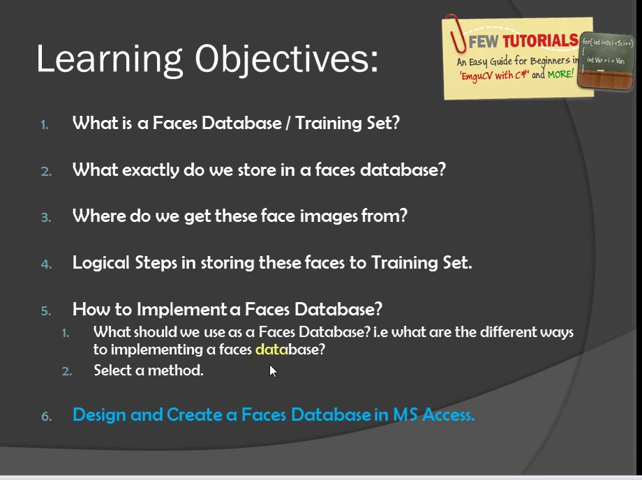 Learning Objectives:
FEW TUTORIALS
An Easy Guide for Beginners in
'EmguCV with C#' and MORE!
1. What is a Faces Database / Training Set?
2. What exactly do we store in a faces database?
3. Where do we get these face images from?
4. Logical Steps in storing these faces to Training Set.
5. How to Implement a Faces Database?
1. What should we use as a Faces Database? i.e what are the different ways
to implementing a faces database?
2. Select a method.
6. Design and Create a Faces Database in MS Access.